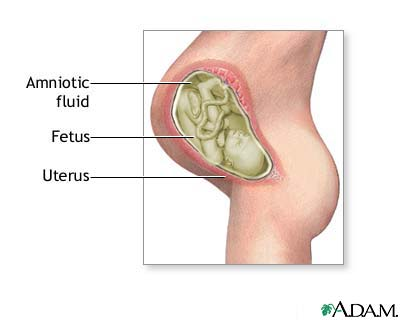 Amniotic
fluid
Fetus
Uterus
A.D.A.M.